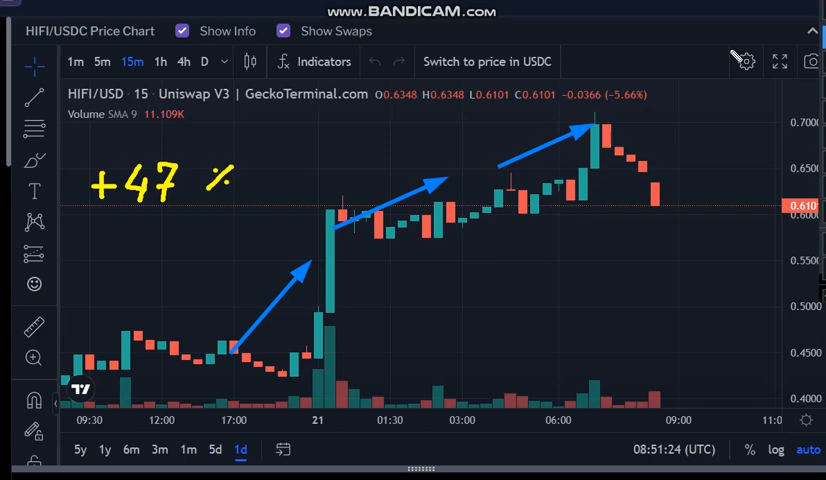 www.BANDICAM.com
HIFI/USDC Price Chart Show Info Show Swaps
1m 5m 15m 1h 4h D Indicators Switch to price in USDC
HIFI/USD · 15 · Uniswap V3 | GeckoTerminal.com O0.6348 H0.6348 L0.6101 C0.6101 −0.0366 (−5.66%)
Volume SMA 9 11.109K
+47 %
0.7000
0.6500
0.610
0.6000
0.5500
0.5000
0.4500
0.4000
09:30 12:00 17:00 21 01:30 03:00 06:00 09:00 11:0
5y 1y 6m 3m 1m 5d 1d 08:51:24 (UTC) % log auto